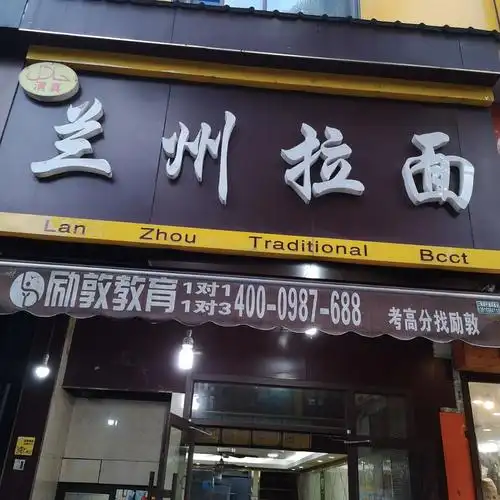 清真
兰州拉面
Lan Zhou Traditional Bcct
励敦教育 1对1 1对3 400-0987-688 考高分找励敦